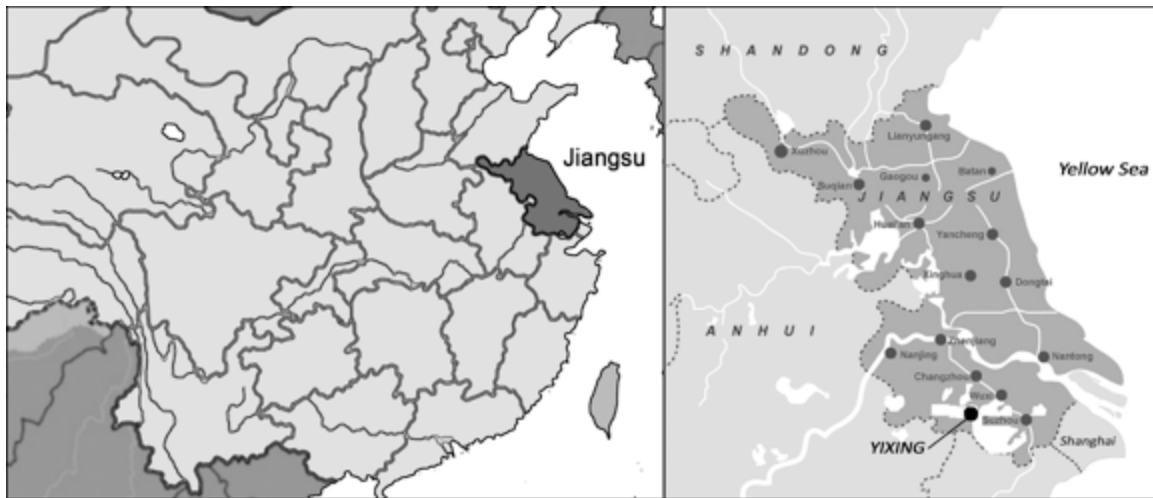 Jiangsu
SHANDONG
Lianyungang
Xuzhou
Yellow Sea
Gaogou
Batan
Suqian
JIANGSU
Huai'an
Yancheng
Xinghua
Dongtai
ANHUI
Zhenjiang
Nanjing
Nantong
Changzhou
Wuxi
Suzhou
YIXING
Shanghai